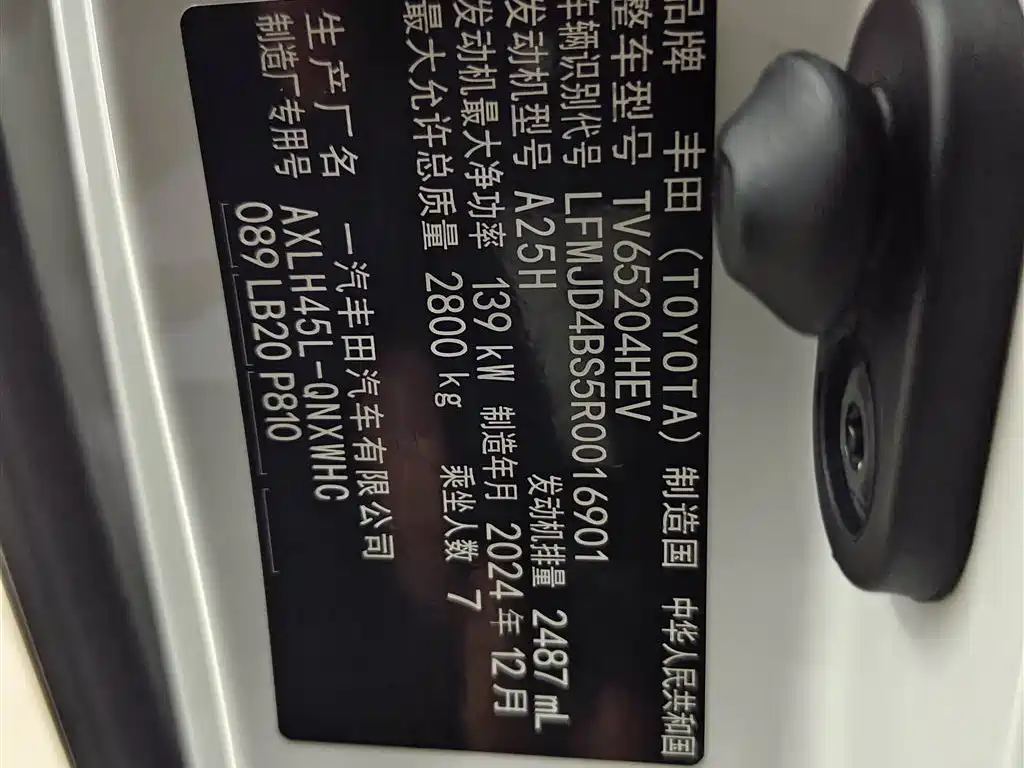 品牌 丰田（TOYOTA） 制造国 中华人民共和国
整车型号 TV65204HEV
车辆识别代号 LFMJD4BS5R0016901
发动机型号 A25H 发动机排量 2487 mL
发动机最大净功率 139 kW 制造年月 2024年12月
最大允许总质量 2800 kg 乘坐人数 7
生产厂名 一汽丰田汽车有限公司
制造厂专用号 AXLH45L-QNXWHC
089 LB20 P810